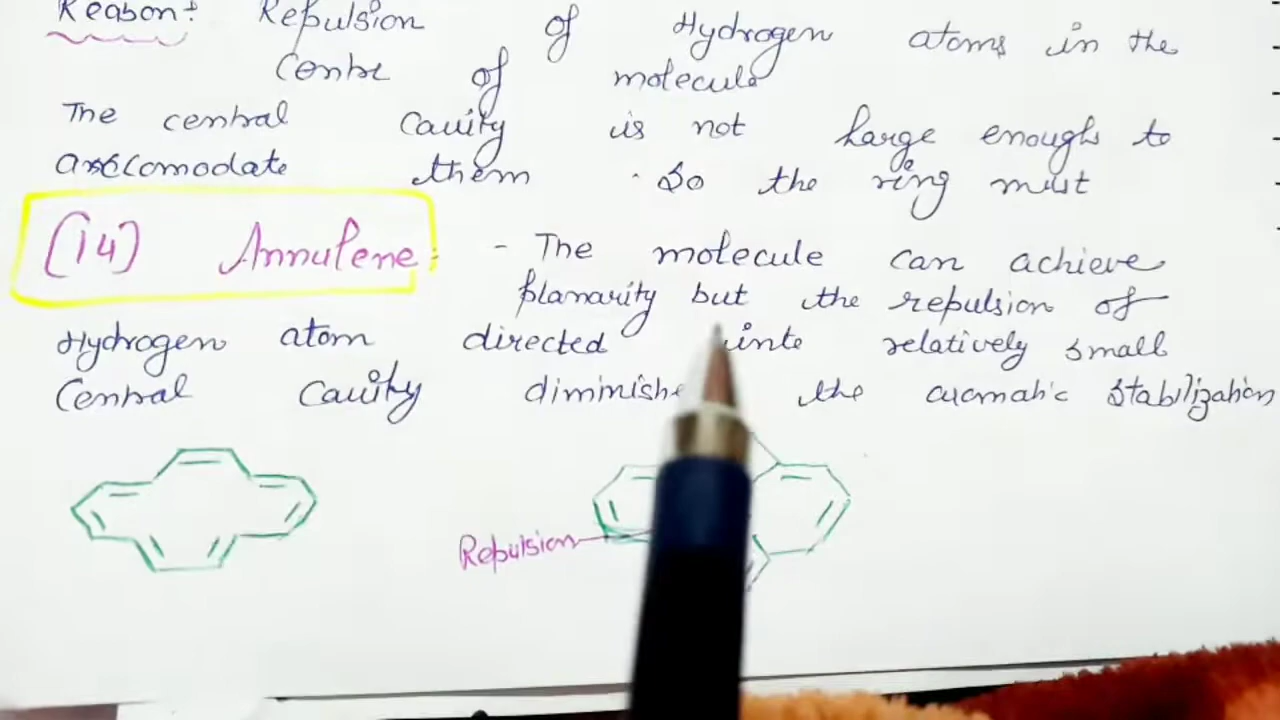 Reason:
Repulsion of Hydrogen atoms in the
Centre of molecule
The central cavity is not large enough to
accomodate them. So the ring must
[14] Annulene:
- The molecule can achieve
planarity but the repulsion of
Hydrogen atom directed into relatively small
Central cavity the aromatic stabilization
Repulsion